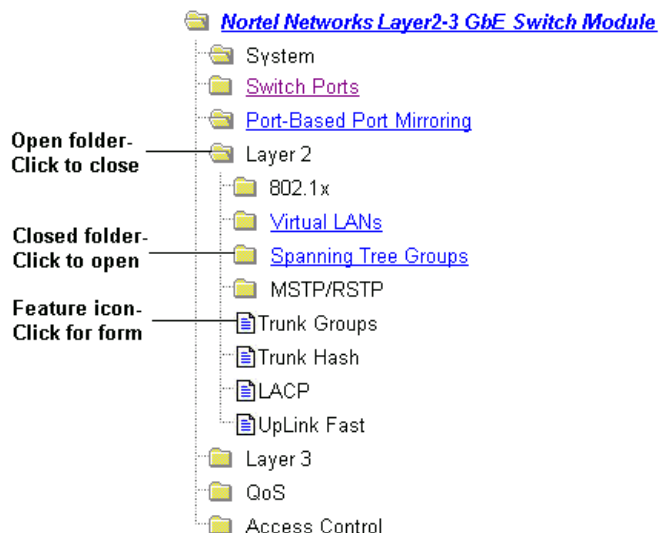 Nortel Networks Layer2-3 GbE Switch Module
System
Switch Ports
Port-Based Port Mirroring
Open folder-
Click to close
Layer 2
802.1x
Virtual LANs
Closed folder-
Click to open
Spanning Tree Groups
MSTP/RSTP
Feature icon-
Click for form
Trunk Groups
Trunk Hash
LACP
UpLink Fast
Layer 3
QoS
Access Control